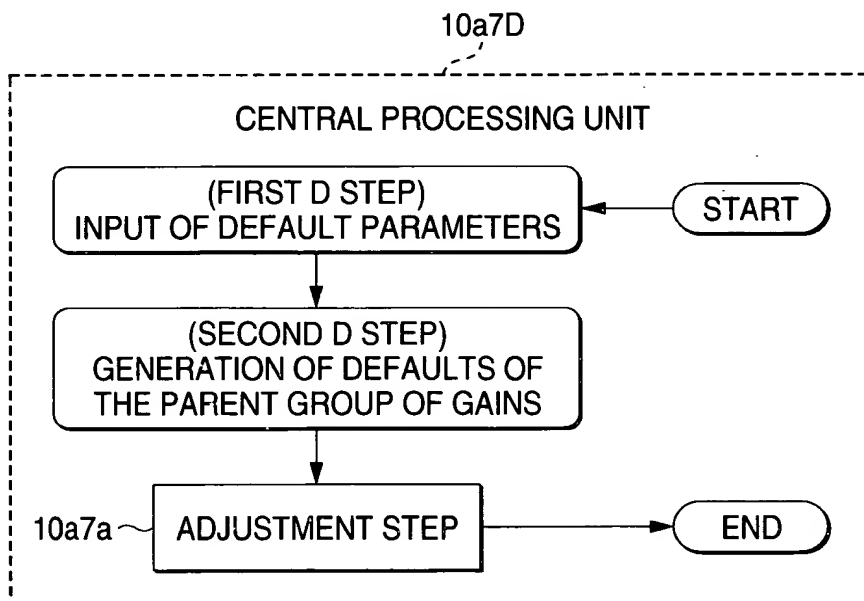 10a7D
CENTRAL PROCESSING UNIT
(FIRST D STEP)
INPUT OF DEFAULT PARAMETERS
START
(SECOND D STEP)
GENERATION OF DEFAULTS OF
THE PARENT GROUP OF GAINS
10a7a
ADJUSTMENT STEP
END